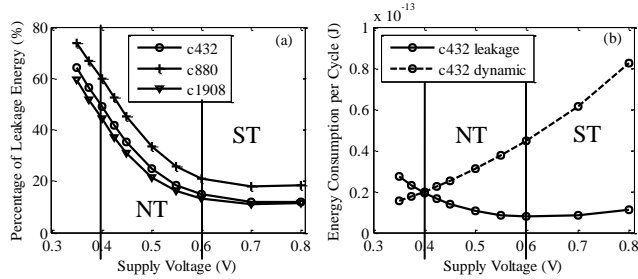 (a)
c432
c880
c1908
ST
NT
Percentage of Leakage Energy (%)
80
60
40
20
0
0.3 0.4 0.5 0.6 0.7 0.8
Supply Voltage (V)
1 x 10^-13
(b)
c432 leakage
c432 dynamic
NT
ST
Energy Consumption per Cycle (J)
0.8
0.6
0.4
0.2
0
0.3 0.4 0.5 0.6 0.7 0.8
Supply Voltage (V)